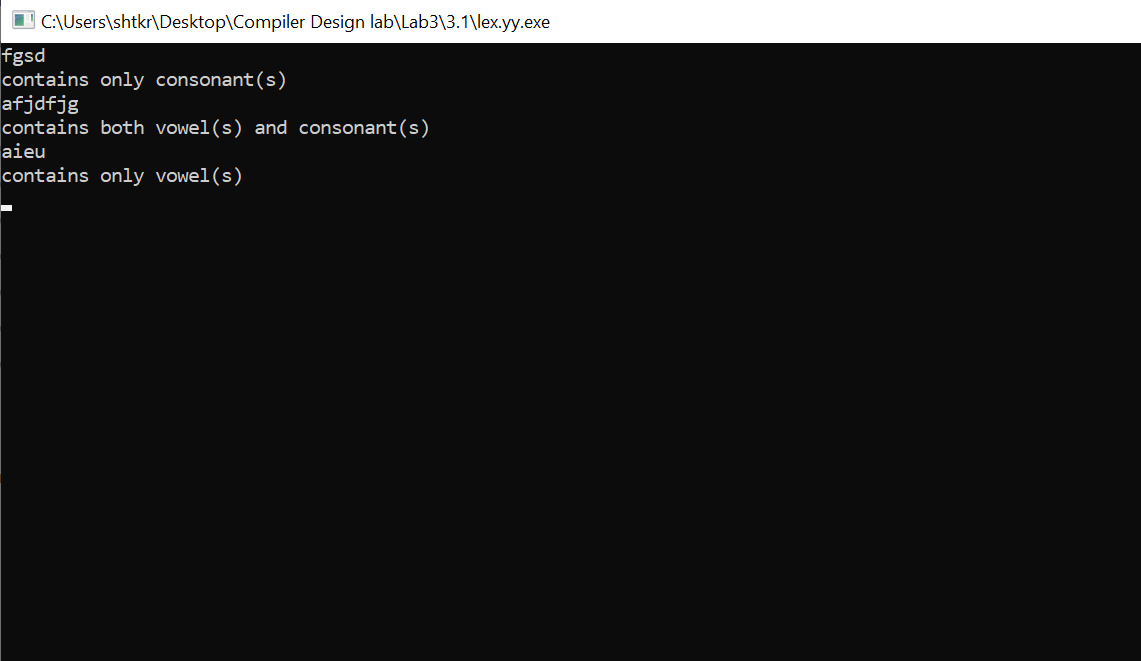 C:\Users\shtkr\Desktop\Compiler Design lab\Lab3\3.1\lex.yy.exe
fgsd
contains only consonant(s)
afjdfjg
contains both vowel(s) and consonant(s)
aieu
contains only vowel(s)